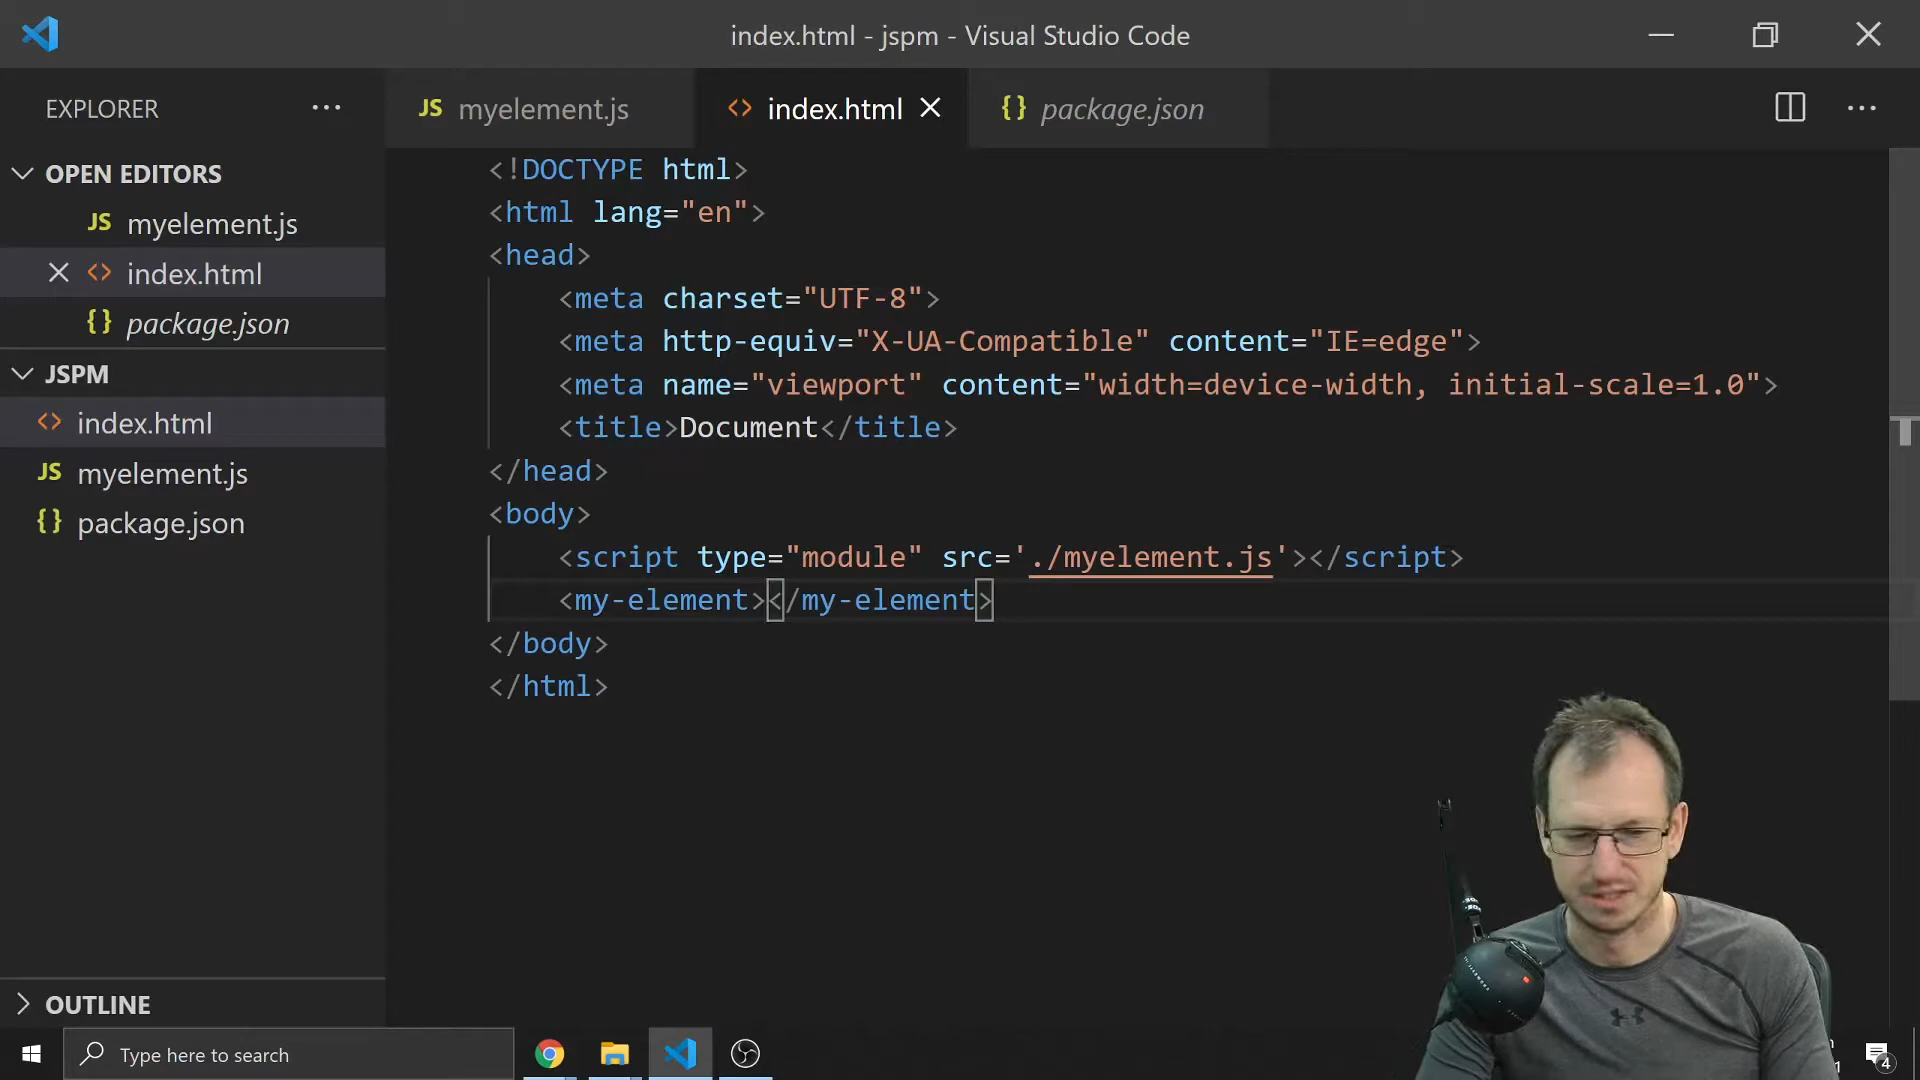 index.html - jspm - Visual Studio Code
EXPLORER
JS myelement.js
<> index.html
{} package.json
OPEN EDITORS
JS myelement.js
<> index.html
{} package.json
JSPM
<> index.html
JS myelement.js
{} package.json
<!DOCTYPE html>
<html lang="en">
<head>
<meta charset="UTF-8">
<meta http-equiv="X-UA-Compatible" content="IE=edge">
<meta name="viewport" content="width=device-width, initial-scale=1.0">
<title>Document</title>
</head>
<body>
<script type="module" src='./myelement.js'></script>
<my-element></my-element>
</body>
</html>
OUTLINE
Type here to search
4